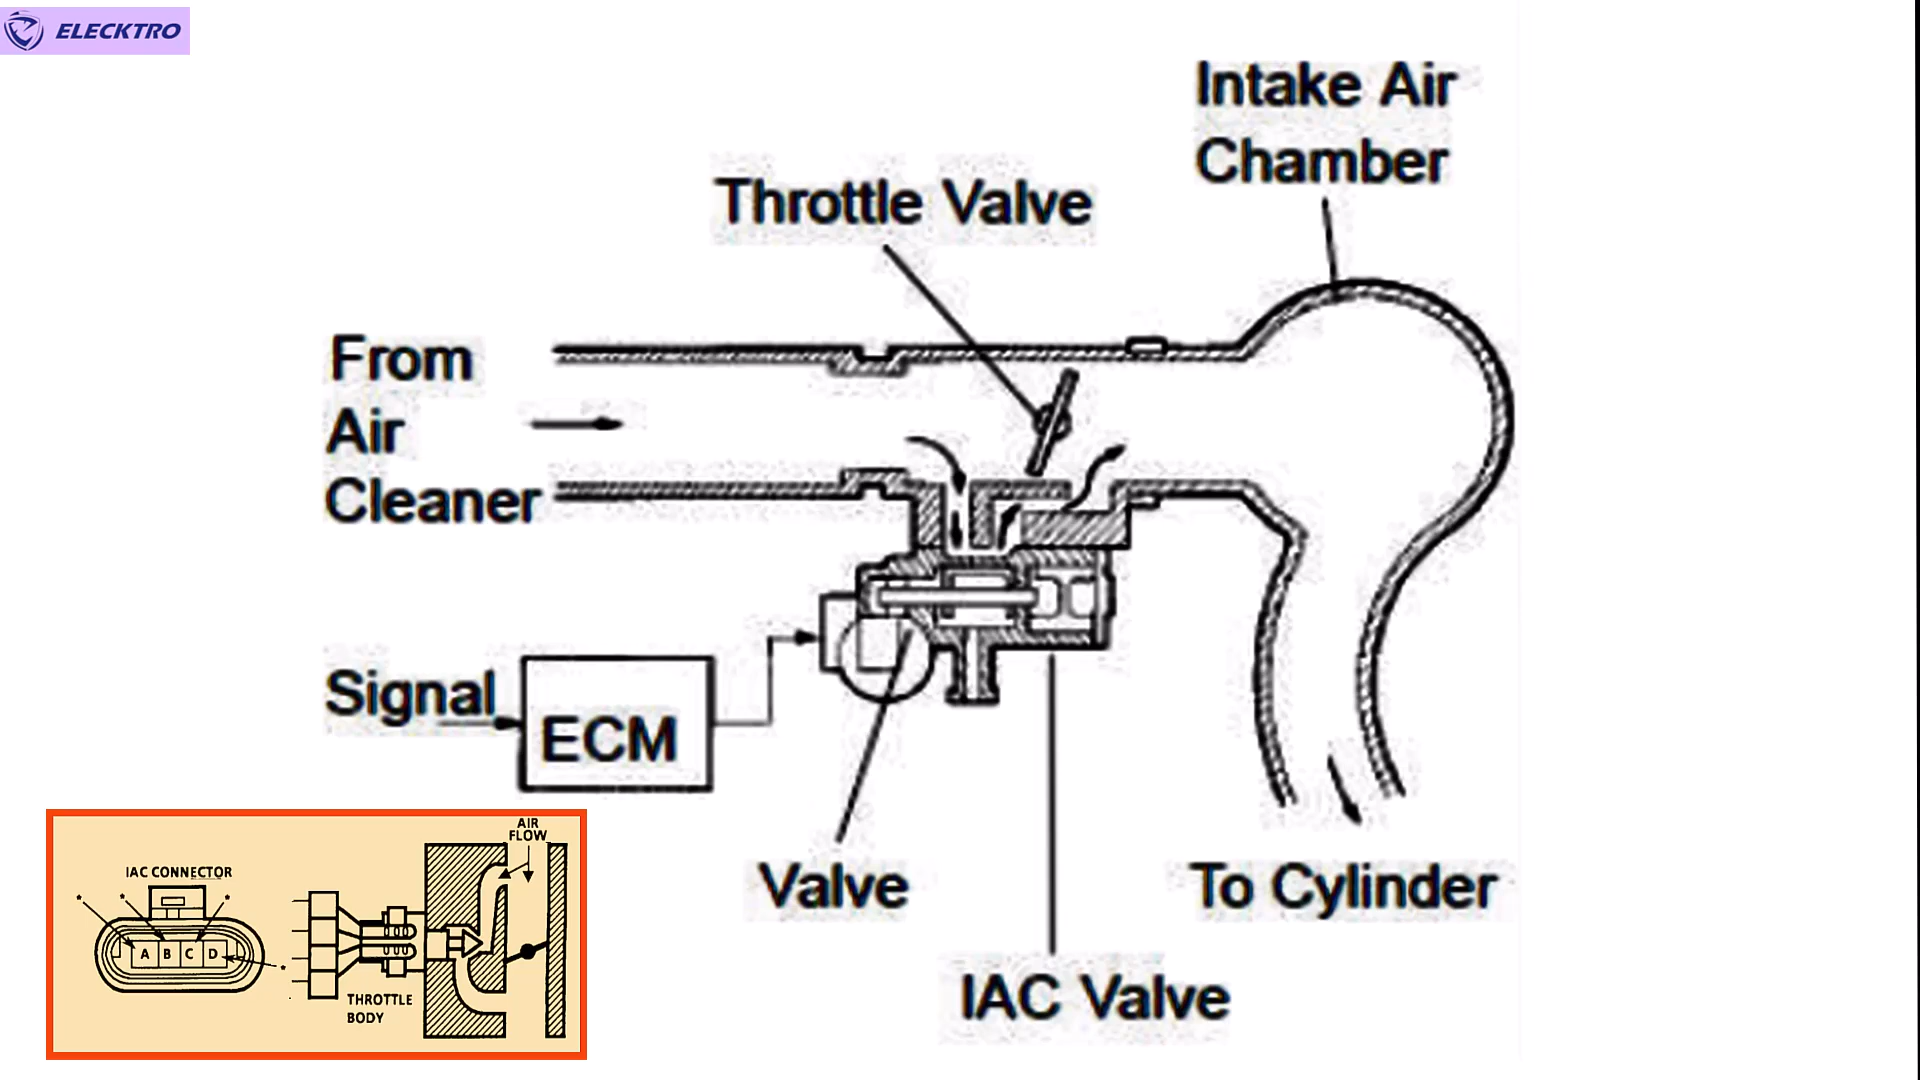 ELECKTRO
Intake Air
Chamber
Throttle Valve
From
Air
Cleaner
Signal
ECM
Valve
To Cylinder
IAC Valve
AIR
FLOW
IAC CONNECTOR
* * *
A B C D
*
THROTTLE
BODY